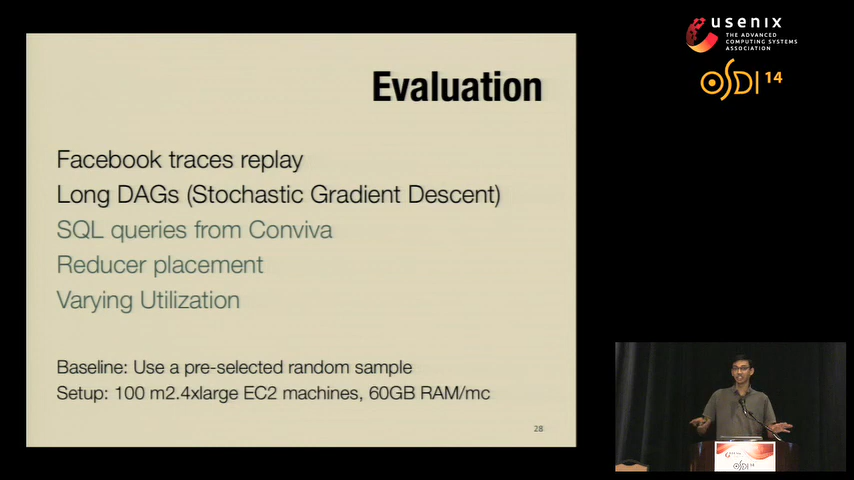 usenix
THE ADVANCED
COMPUTING SYSTEMS
ASSOCIATION
OSDI 14
Evaluation
Facebook traces replay
Long DAGs (Stochastic Gradient Descent)
SQL queries from Conviva
Reducer placement
Varying Utilization
Baseline: Use a pre-selected random sample
Setup: 100 m2.4xlarge EC2 machines, 60GB RAM/mc
28
OSDI 14